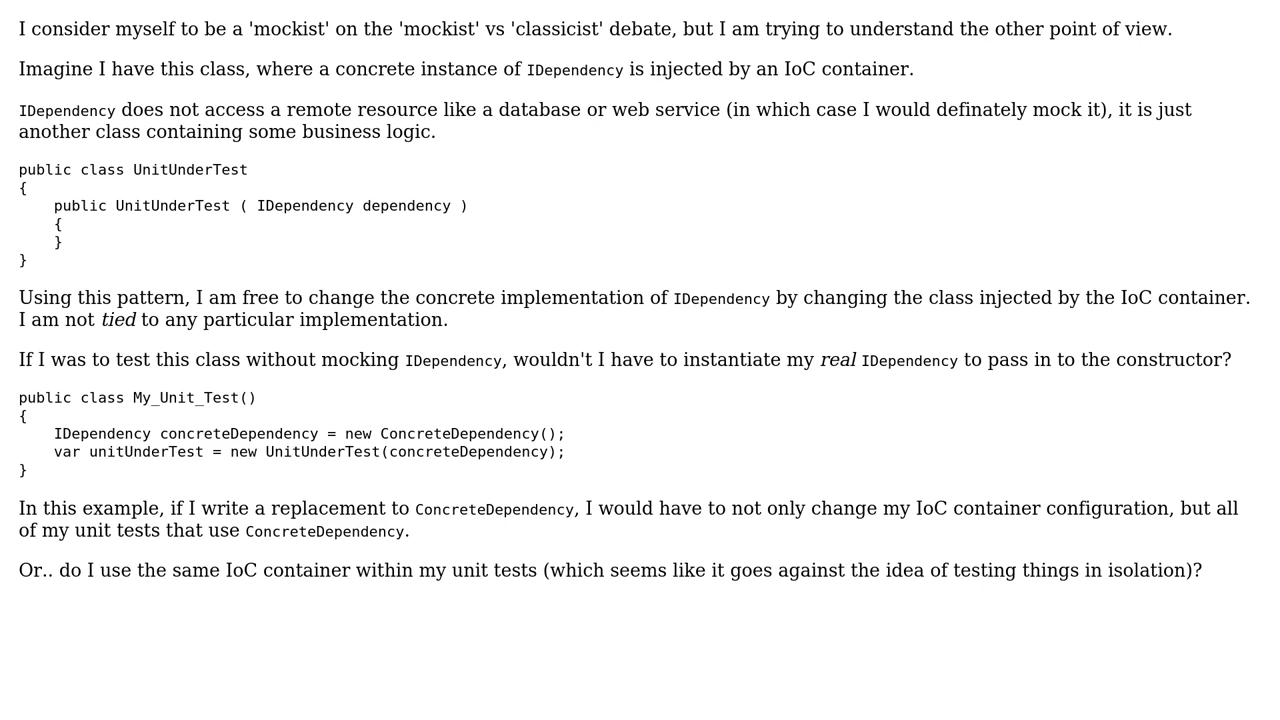 I consider myself to be a 'mockist' on the 'mockist' vs 'classicist' debate, but I am trying to understand the other point of view.
Imagine I have this class, where a concrete instance of IDependency is injected by an IoC container.
IDependency does not access a remote resource like a database or web service (in which case I would definately mock it), it is just
another class containing some business logic.
public class UnitUnderTest
{
    public UnitUnderTest ( IDependency dependency )
    {
    }
}
Using this pattern, I am free to change the concrete implementation of IDependency by changing the class injected by the IoC container.
I am not tied to any particular implementation.
If I was to test this class without mocking IDependency, wouldn't I have to instantiate my real IDependency to pass in to the constructor?
public class My_Unit_Test()
{
    IDependency concreteDependency = new ConcreteDependency();
    var unitUnderTest = new UnitUnderTest(concreteDependency);
}
In this example, if I write a replacement to ConcreteDependency, I would have to not only change my IoC container configuration, but all
of my unit tests that use ConcreteDependency.
Or.. do I use the same IoC container within my unit tests (which seems like it goes against the idea of testing things in isolation)?